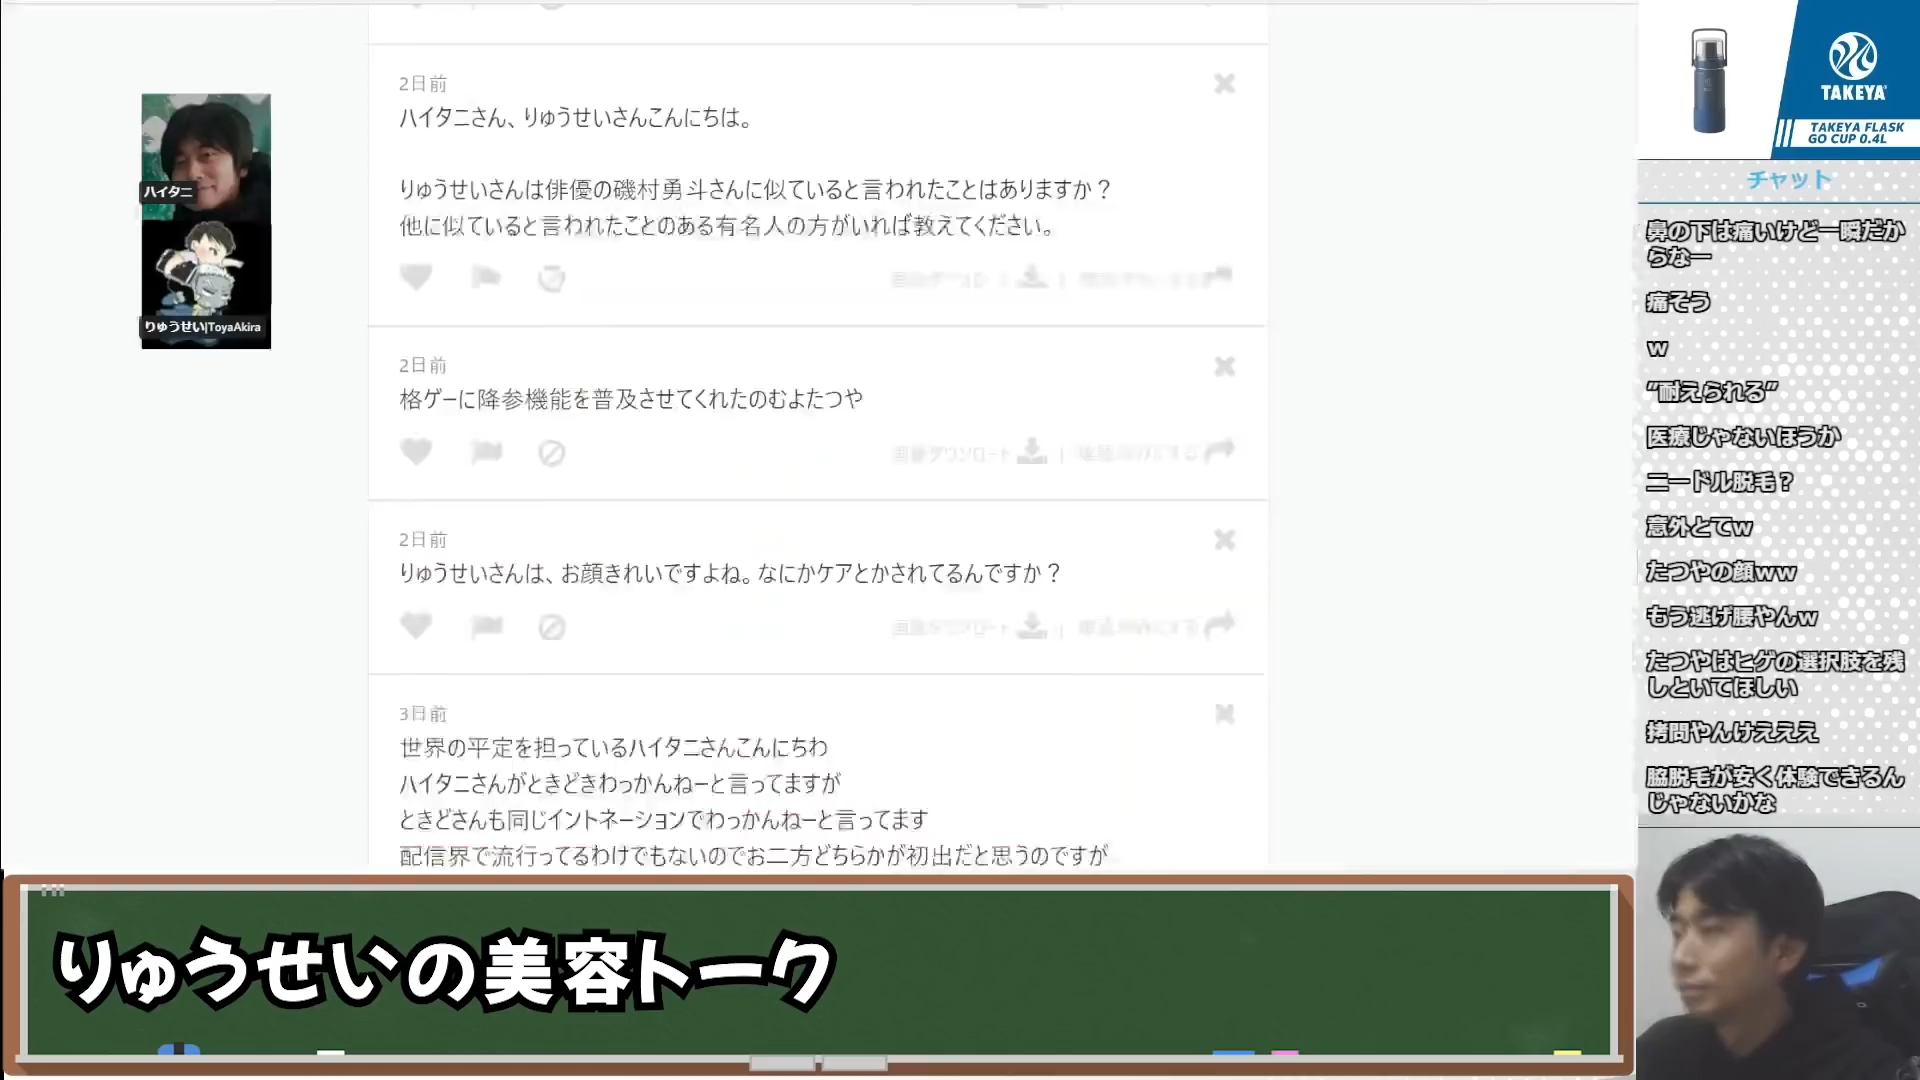 ハイタニ
りゅうせい|ToyaAkira
2日前
ハイタニさん、りゅうせいさんこんにちは。
りゅうせいさんは俳優の磯村勇斗さんに似ていると言われたことはありますか？
他に似ていると言われたことのある有名人の方がいれば教えてください。
2日前
格ゲーに降参機能を普及させてくれたのむよたつや
2日前
りゅうせいさんは、お顔きれいですよね。なにかケアとかされてるんですか？
3日前
世界の平定を担っているハイタニさんこんにちわ
ハイタニさんがときどきわっかんねーと言ってますが
ときどさんも同じイントネーションでわっかんねーと言ってます
配信界で流行ってるわけでもないのでお二方どちらかが初出だと思うのですが
りゅうせいの美容トーク
TAKEYA
TAKEYA FLASK
GO CUP 0.4L
チャット
鼻の下は痛いけど一瞬だか
らなー
痛そう
w
“耐えられる”
医療じゃないほうか
ニードル脱毛？
意外とてw
たつやの顔ww
もう逃げ腰やんw
たつやはヒゲの選択肢を残
しといてほしい
拷問やんけえええ
脇脱毛が安く体験できるん
じゃないかな